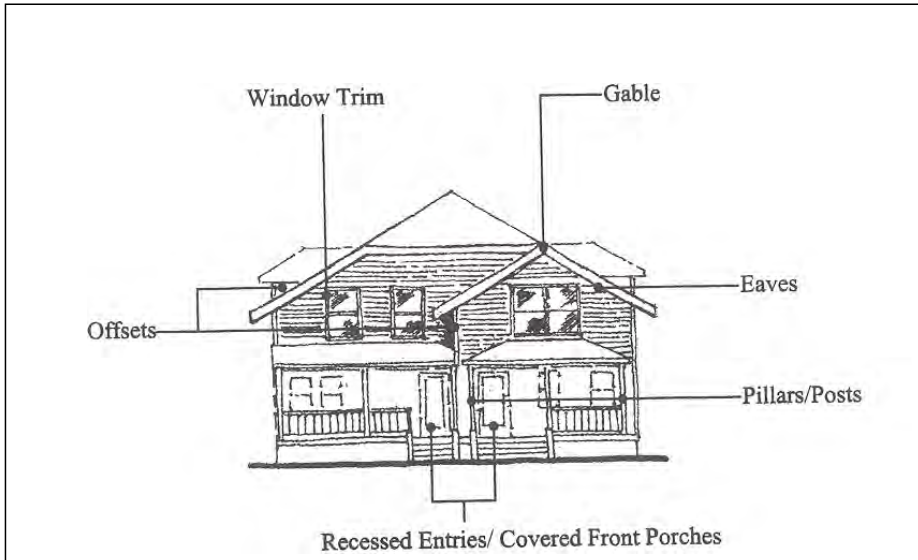 Window Trim
Gable
Eaves
Offsets
Pillars/Posts
Recessed Entries/ Covered Front Porches